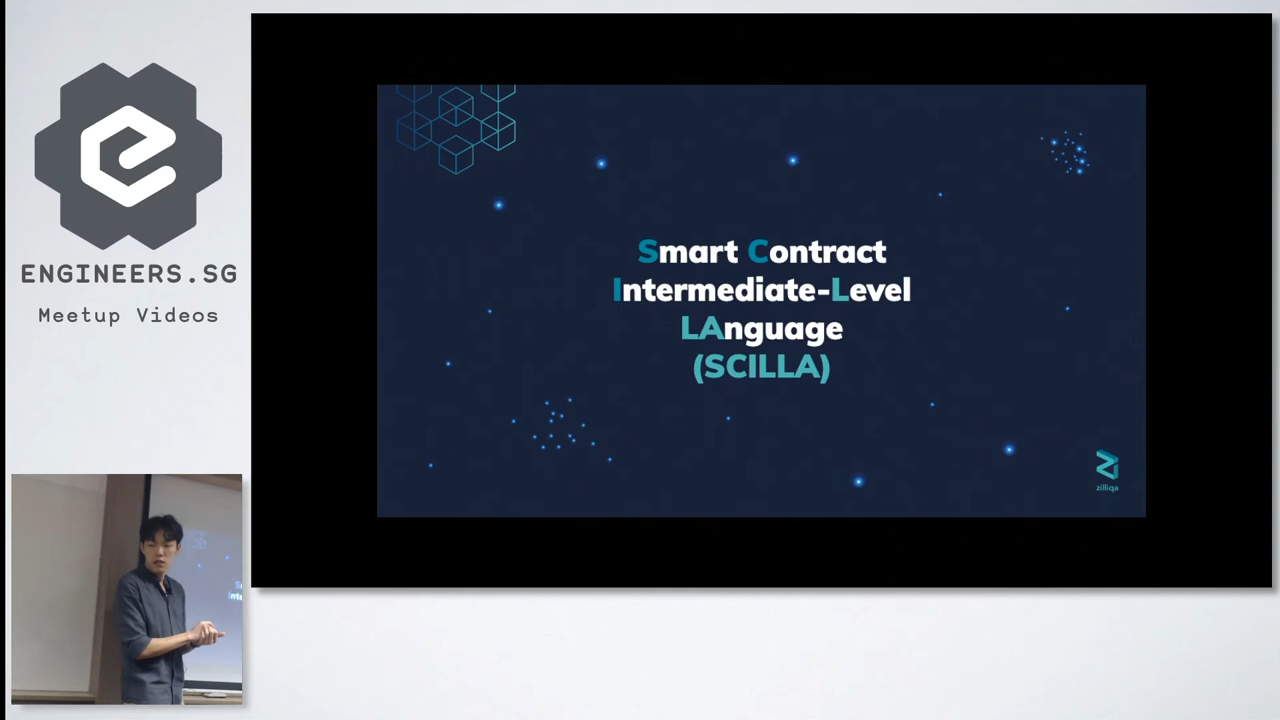 ENGINEERS.SG
Meetup Videos
Smart Contract
Intermediate-Level
LAnguage
(SCILLA)
zilliqa